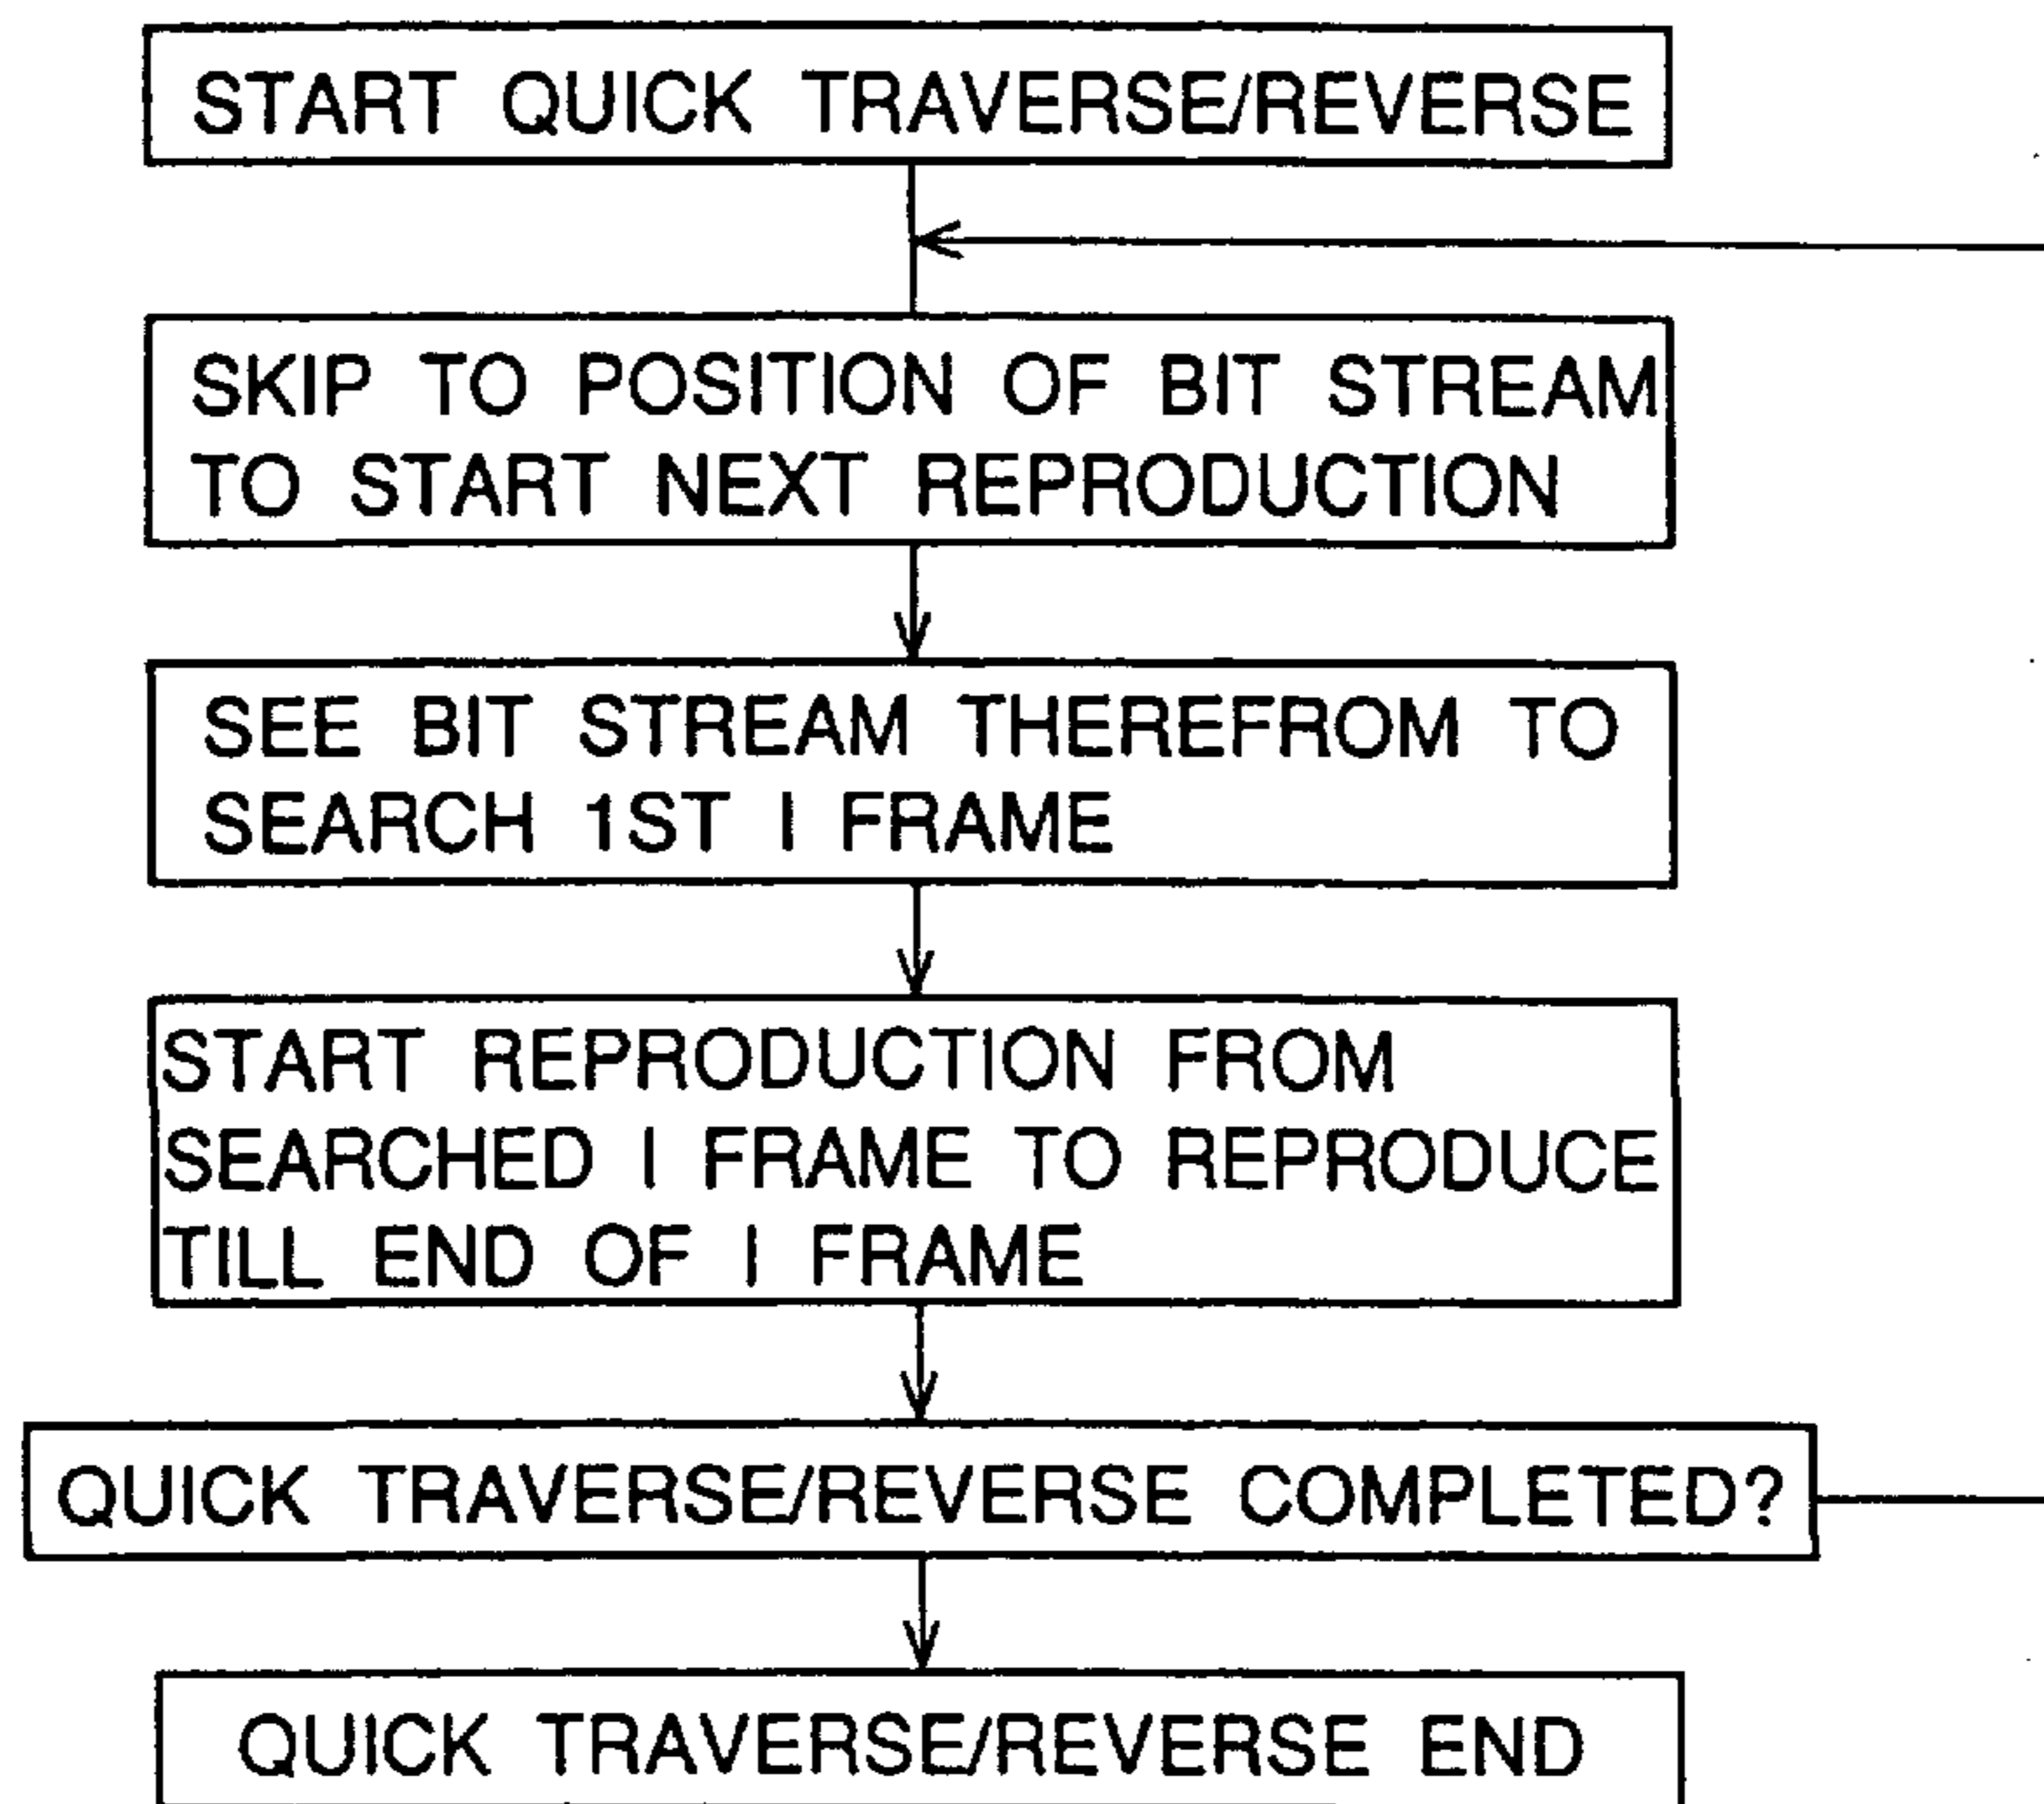 START QUICK TRAVERSE/REVERSE
SKIP TO POSITION OF BIT STREAM
TO START NEXT REPRODUCTION
SEE BIT STREAM THEREFROM TO
SEARCH 1ST I FRAME
START REPRODUCTION FROM
SEARCHED I FRAME TO REPRODUCE
TILL END OF I FRAME
QUICK TRAVERSE/REVERSE COMPLETED?
QUICK TRAVERSE/REVERSE END